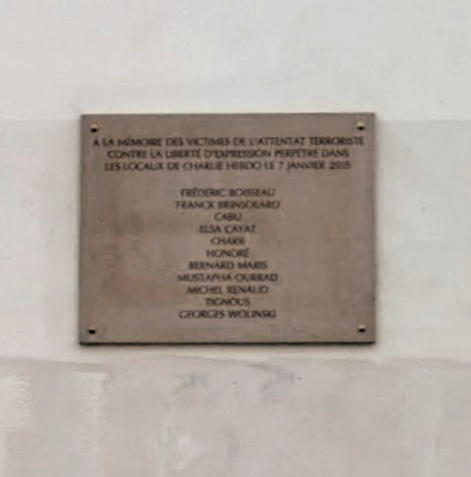 A LA MÉMOIRE DES VICTIMES DE L'ATTENTAT TERRORISTE
CONTRE LA LIBERTÉ D'EXPRESSION PERPÉTRÉ DANS
LES LOCAUX DE CHARLIE HEBDO LE 7 JANVIER 2015
FRÉDÉRIC BOISSEAU
FRANCK BRINSOLARO
CABU
ELSA CAYAT
CHARB
HONORÉ
BERNARD MARIS
MUSTAPHA OURRAD
MICHEL RENAUD
TIGNOUS
GEORGES WOLINSKI